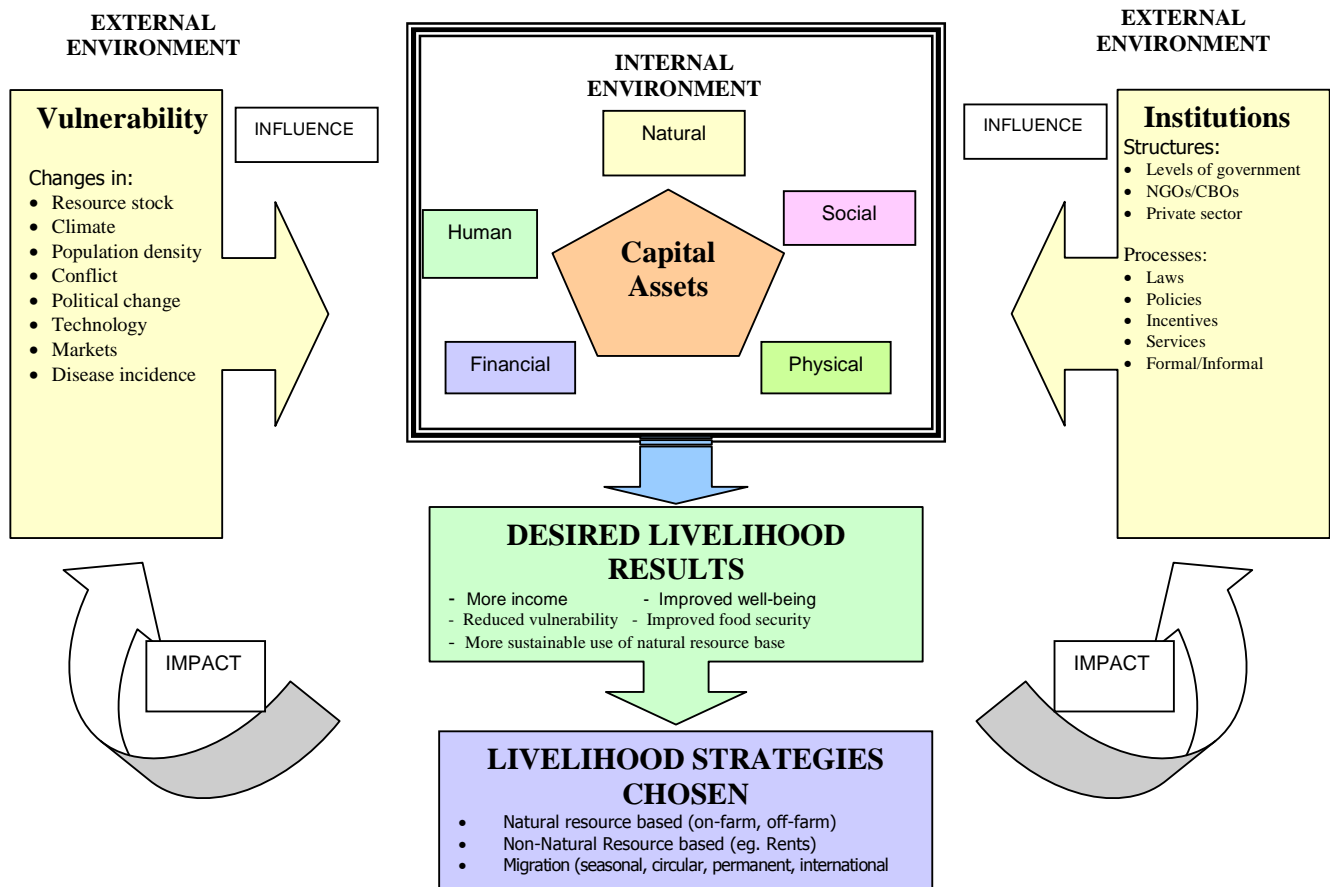 EXTERNAL
ENVIRONMENT
Vulnerability
Changes in:
• Resource stock
• Climate
• Population density
• Conflict
• Political change
• Technology
• Markets
• Disease incidence
INFLUENCE
INTERNAL
ENVIRONMENT
Natural
Human
Social
Capital
Assets
Financial
Physical
INFLUENCE
EXTERNAL
ENVIRONMENT
Institutions
Structures:
• Levels of government
• NGOs/CBOs
• Private sector
Processes:
• Laws
• Policies
• Incentives
• Services
• Formal/Informal
DESIRED LIVELIHOOD
RESULTS
- More income - Improved well-being
- Reduced vulnerability - Improved food security
- More sustainable use of natural resource base
IMPACT
IMPACT
LIVELIHOOD STRATEGIES
CHOSEN
• Natural resource based (on-farm, off-farm)
• Non-Natural Resource based (eg. Rents)
• Migration (seasonal, circular, permanent, international